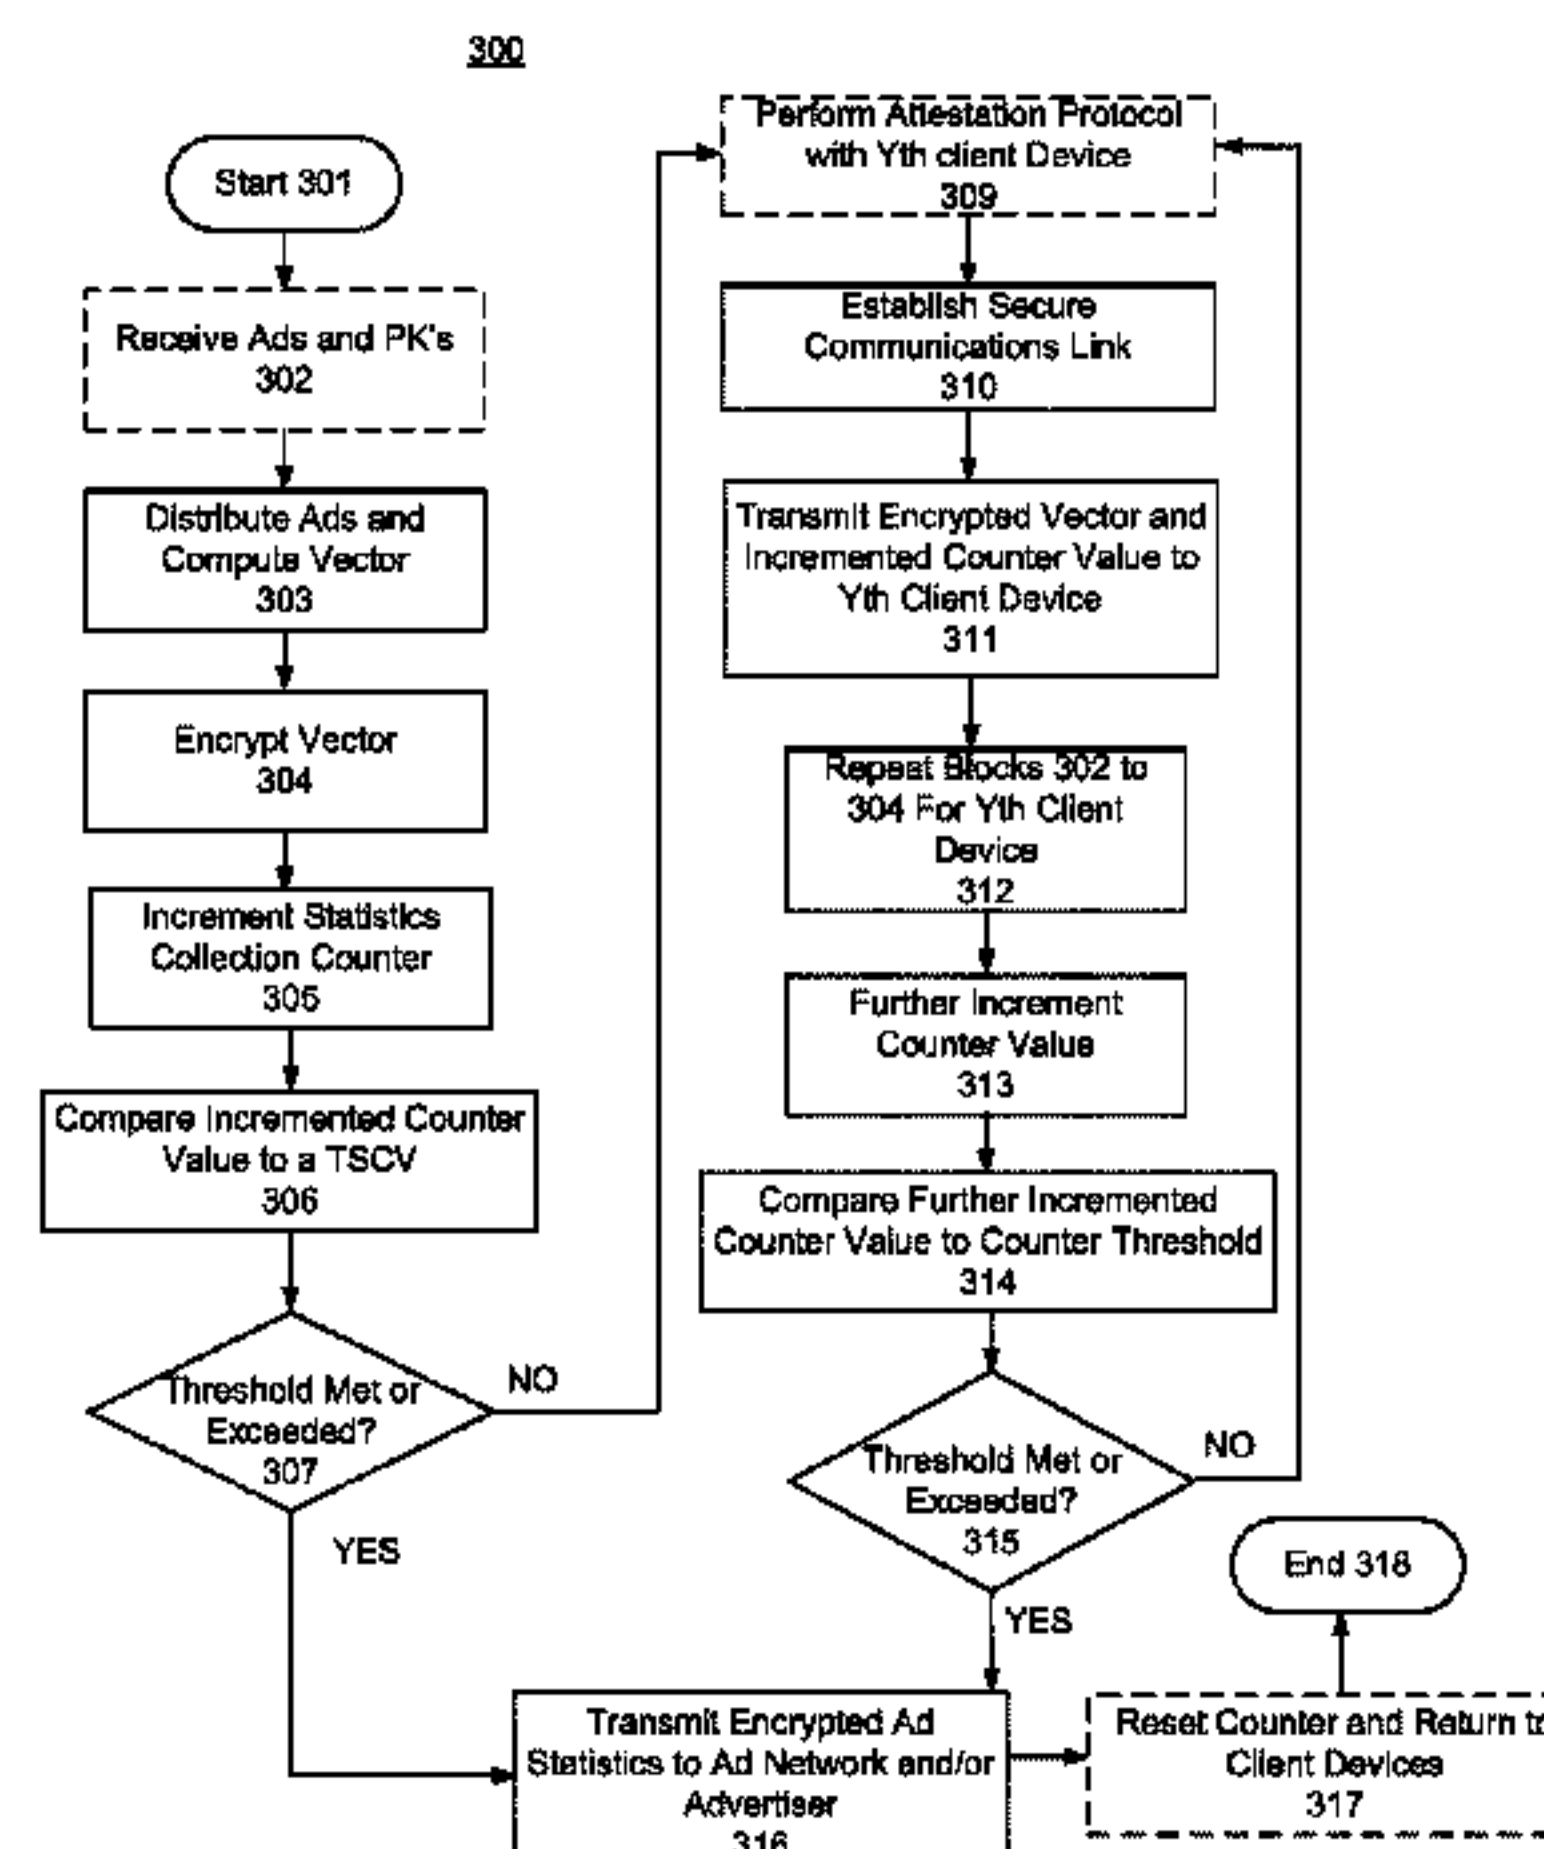 300
Start 301
Receive Ads and PK's
302
Distribute Ads and
Compute Vector
303
Encrypt Vector
304
Increment Statistics
Collection Counter
305
Compare Incremented Counter
Value to a TSCV
306
Threshold Met or
Exceeded?
307
NO
YES
Perform Attestation Protocol
with Yth client Device
309
Establish Secure
Communications Link
310
Transmit Encrypted Vector and
Incremented Counter Value to
Yth Client Device
311
Repeat Blocks 302 to
304 For Yth Client
Device
312
Further Increment
Counter Value
313
Compare Further Incremented
Counter Value to Counter Threshold
314
Threshold Met or
Exceeded?
315
NO
YES
Transmit Encrypted Ad
Statistics to Ad Network and/or
Advertiser
316
Reset Counter and Return to
Client Devices
317
End 318